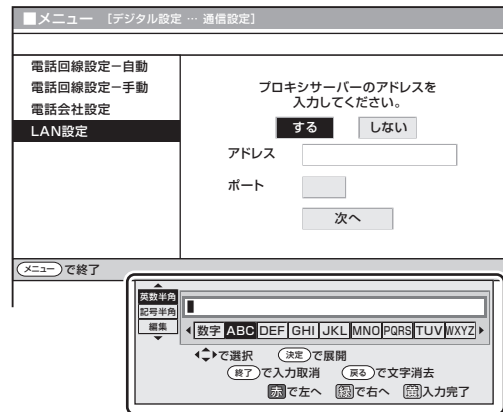 メニュー [デジタル設定 … 通信設定]
電話回線設定－自動
電話回線設定－手動
電話会社設定
LAN設定
プロキシサーバーのアドレスを
入力してください。
する しない
アドレス
ポート
次へ
メニュー で終了
英数半角
記号半角
編集
数字 ABC DEF GHI JKL MNO PQRS TUV WXYZ
で選択 決定 で展開
終了 で入力取消 戻る で文字消去
赤 で左へ 緑 で右へ 黄 入力完了